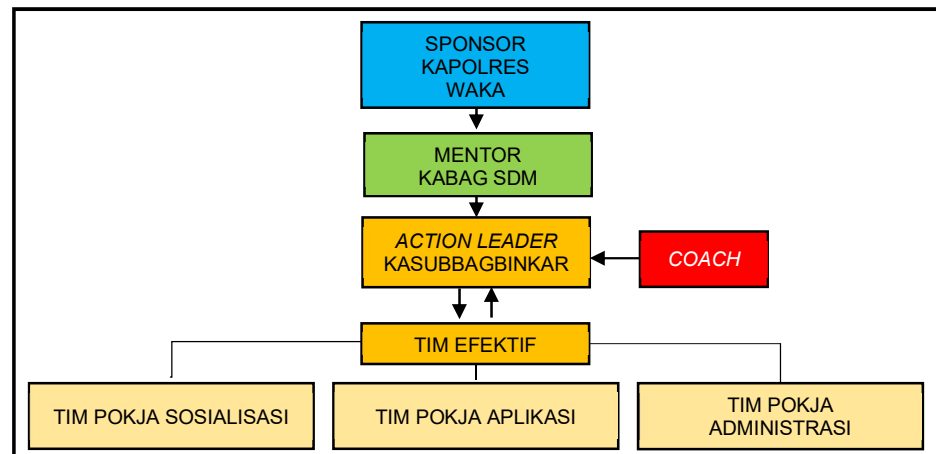 SPONSOR
KAPOLRES
WAKA
MENTOR
KABAG SDM
ACTION LEADER
KASUBBAGBINKAR
COACH
TIM EFEKTIF
TIM POKJA SOSIALISASI
TIM POKJA APLIKASI
TIM POKJA
ADMINISTRASI